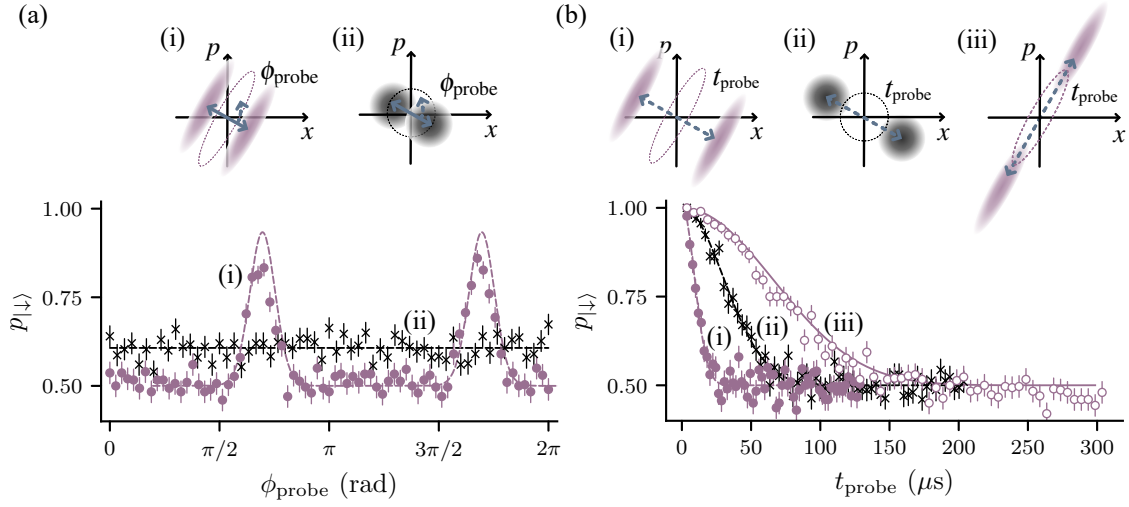 (a)
(i)
(ii)
p
ϕprobe
x
p
ϕprobe
x
1.00
0.75
0.50
p|↓⟩
(i)
(ii)
0
π/2
π
3π/2
2π
ϕprobe (rad)
(b)
(i)
(ii)
(iii)
p
tprobe
x
p
tprobe
x
p
tprobe
x
1.00
0.75
0.50
p|↓⟩
(i)
(ii)
(iii)
0
50
100
150
200
250
300
tprobe (μs)